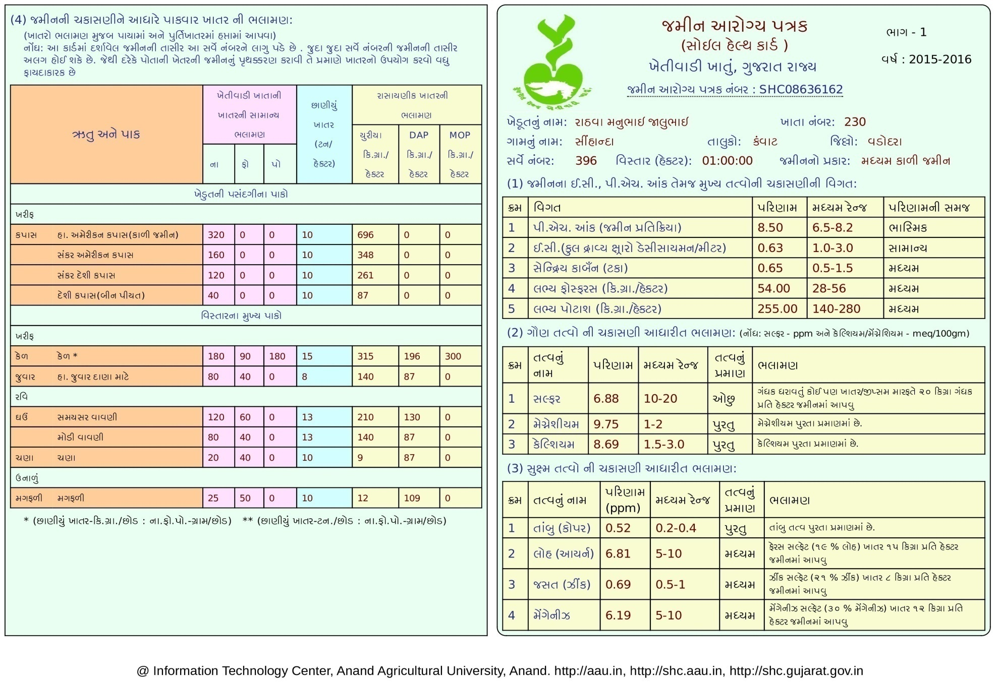 (4) જમીનની ચકાસણીને આધારે પાકવાર ખાતર ની ભલામણ:
(ખાતરો ભલામણ મુજબ પાયામાં અને પુર્તિખાતરમાં હપ્તામાં આપવા)
નોંધ: આ કાર્ડમાં દર્શાવેલ જમીનની તાસીર આ સર્વે નંબરને લાગુ પડે છે . જુદા જુદા સર્વે નંબરની જમીનની તાસીર
અલગ હોઈ શકે છે. જેથી દરેકે પોતાની ખેતરની જમીનનું પૃથક્કરણ કરાવી તે પ્રમાણે ખાતરનો ઉપયોગ કરવો વધુ
ફાયદાકારક છે
ઋતુ અને પાક
ખેતીવાડી ખાતાની
ખાતરની સામાન્ય
ભલામણ
ના ફો પો
છાણીયું
ખાતર
(ટન/
હેકટર)
રાસાયણીક ખાતરની
ભલામણ
યુરીયા
કિ.ગ્રા./
હેકટર
DAP
કિ.ગ્રા./
હેકટર
MOP
કિ.ગ્રા./
હેકટર
ખેડુતની પસંદગીના પાકો
ખરીફ
કપાસ હા. અમેરીકન કપાસ(કાળી જમીન) 320 0 0 10 696 0 0
સંકર અમેરીકન કપાસ 160 0 0 10 348 0 0
સંકર દેશી કપાસ 120 0 0 10 261 0 0
દેશી કપાસ(બીન પીયત) 40 0 0 10 87 0 0
વિસ્તારના મુખ્ય પાકો
ખરીફ
કેળ કેળ * 180 90 180 15 315 196 300
જુવાર હા. જુવાર દાણા માટે 80 40 0 8 140 87 0
રવિ
ઘઉં સમયસર વાવણી 120 60 0 13 210 130 0
મોડી વાવણી 80 40 0 13 140 87 0
ચણા ચણા 20 40 0 10 9 87 0
ઉનાળું
મગફળી મગફળી 25 50 0 10 12 109 0
* (છાણીયું ખાતર-કિ.ગ્રા./છોડ : ના.ફો.પો.-ગ્રામ/છોડ) ** (છાણીયું ખાતર-ટન./છોડ : ના.ફો.પો.-ગ્રામ/છોડ)
જમીન આરોગ્ય પત્રક
(સોઈલ હેલ્થ કાર્ડ )
ખેતીવાડી ખાતું, ગુજરાત રાજ્ય
જમીન આરોગ્ય પત્રક નંબર : SHC08636162
ભાગ - 1
વર્ષ : 2015-2016
ખેડૂતનું નામ: રાઠવા મનુભાઈ જાલુભાઈ ખાતા નંબર: 230
ગામનું નામ: સીંહાન્દા તાલુકો: કંવાટ જિલ્લો: વડોદરા
સર્વે નંબર: 396 વિસ્તાર (હેકટર): 01:00:00 જમીનનો પ્રકાર: મધ્યમ કાળી જમીન
(1) જમીનના ઈ.સી., પી.એચ. આંક તેમજ મુખ્ય તત્વોની ચકાસણીની વિગત:
ક્રમ વિગત પરિણામ મધ્યમ રેન્જ પરિણામની સમજ
1 પી.એચ. આંક (જમીન પ્રતિક્રિયા) 8.50 6.5-8.2 ભાસ્મિક
2 ઈ.સી.(કુલ દ્રાવ્ય ક્ષારો ડેસીસાયમન/મીટર) 0.63 1.0-3.0 સામાન્ય
3 સેન્દ્રિય કાબઁન (ટકા) 0.65 0.5-1.5 મધ્યમ
4 લભ્ય ફોસ્ફરસ (કિ.ગ્રા./હેકટર) 54.00 28-56 મધ્યમ
5 લભ્ય પોટાશ (કિ.ગ્રા./હેકટર) 255.00 140-280 મધ્યમ
(2) ગૌણ તત્વો ની ચકાસણી આધારીત ભલામણ: (નોંધ: સલ્ફર - ppm અને કેલ્શિયમ/મેંગ્નેશિયમ - meq/100gm)
ક્રમ તત્વનું નામ પરિણામ મધ્યમ રેન્જ તત્વનું પ્રમાણ ભલામણ
1 સલ્ફર 6.88 10-20 ઓછુ ગંધક ધરાવતું કોઈ પણ ખાતર/જીપ્સમ મારફતે ૨૦ કિગ્રા ગંધક
પ્રતિ હેકટર જમીનમાં આપવુ
2 મેગ્નેશીયમ 9.75 1-2 પુરતુ મેગ્નેશીયમ પુરતા પ્રમાણમાં છે.
3 કેલ્શિયમ 8.69 1.5-3.0 પુરતુ કેલ્શિયમ પુરતા પ્રમાણમાં છે.
(3) સુક્ષ્મ તત્વો ની ચકાસણી આધારીત ભલામણ:
ક્રમ તત્વનું નામ પરિણામ (ppm) મધ્યમ રેન્જ તત્વનું પ્રમાણ ભલામણ
1 તાંબુ (કોપર) 0.52 0.2-0.4 પુરતુ તાંબુ તત્વ પુરતા પ્રમાણમાં છે.
2 લોહ (આયર્ન) 6.81 5-10 મધ્યમ ફેરસ સલ્ફેટ (૧૯ % લોહ) ખાતર ૧૫ કિગ્રા પ્રતિ હેકટર
જમીનમાં આપવુ
3 જસત (ઝીંક) 0.69 0.5-1 મધ્યમ ઝીંક સલ્ફેટ (૨૧ % ઝીંક) ખાતર ૮ કિગ્રા પ્રતિ હેકટર
જમીનમાં આપવુ
4 મેંગેનીઝ 6.19 5-10 મધ્યમ મેંગેનીઝ સલ્ફેટ (૩૦ % મેંગેનીઝ) ખાતર ૧૨ કિગ્રા પ્રતિ
હેકટર જમીનમાં આપવુ
@ Information Technology Center, Anand Agricultural University, Anand. http://aau.in, http://shc.aau.in, http://shc.gujarat.gov.in